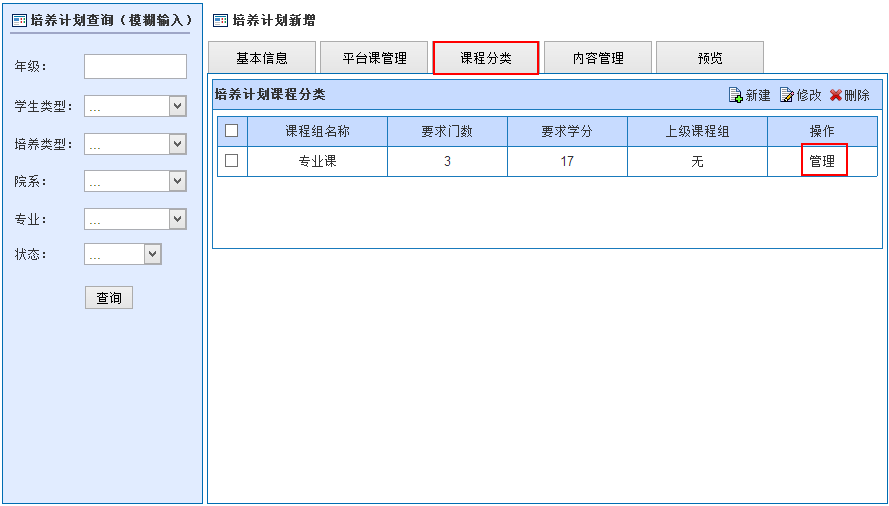 培养计划查询（模糊输入）
年级：
学生类型： ...
培养类型： ...
院系： ...
专业： ...
状态： ...
查询
培养计划新增
基本信息 平台课管理 课程分类 内容管理 预览
培养计划课程分类 新建 修改 删除
课程组名称 要求门数 要求学分 上级课程组 操作
专业课 3 17 无 管理